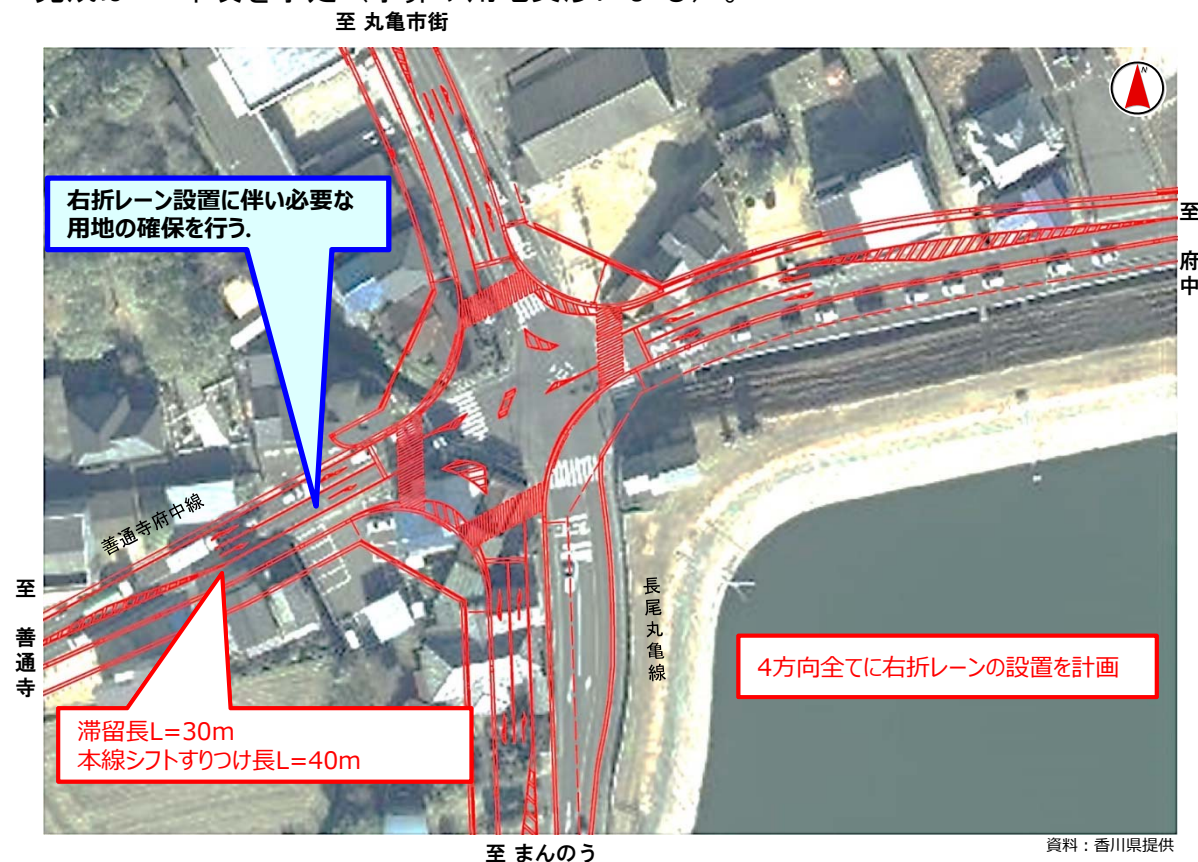 至 丸亀市街
N
右折レーン設置に伴い必要な
用地の確保を行う.
至 府中
善通寺府中線
至 善通寺
長尾丸亀線
4方向全てに右折レーンの設置を計画
滞留長L=30m
本線シフトすりつけ長L=40m
至 まんのう
資料：香川県提供